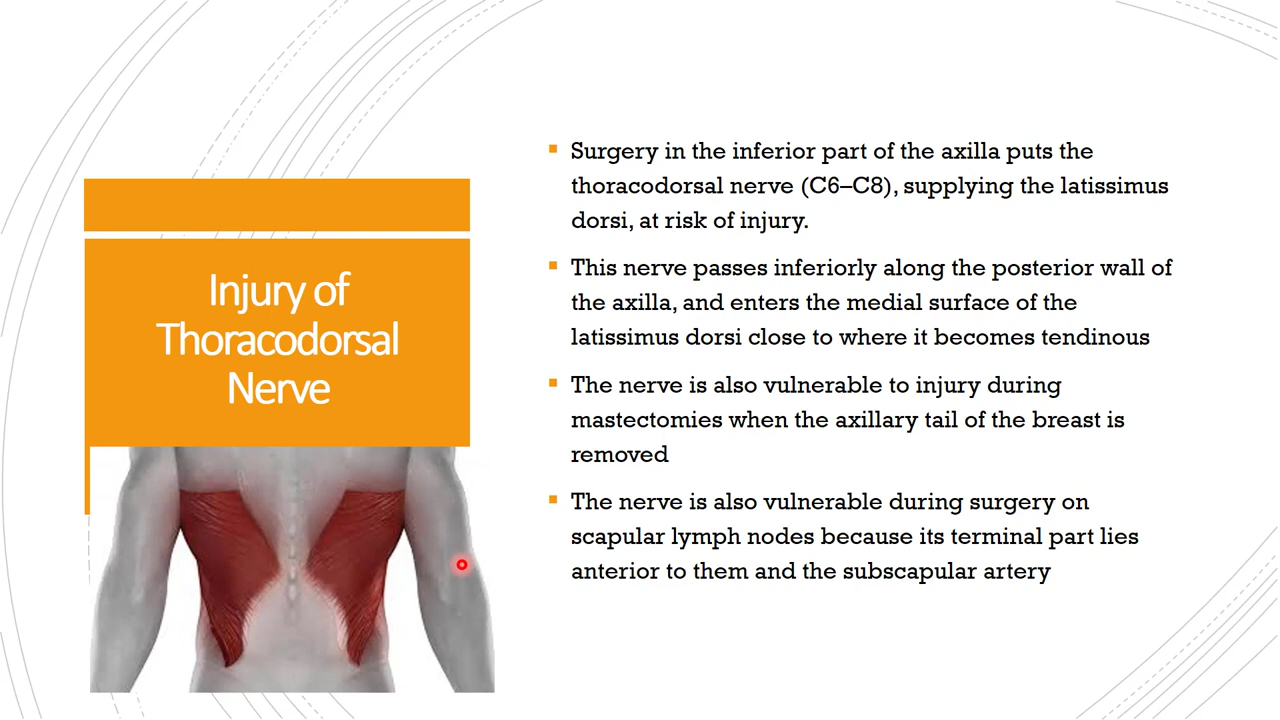 Injury of
Thoracodorsal
Nerve
Surgery in the inferior part of the axilla puts the
thoracodorsal nerve (C6–C8), supplying the latissimus
dorsi, at risk of injury.
This nerve passes inferiorly along the posterior wall of
the axilla, and enters the medial surface of the
latissimus dorsi close to where it becomes tendinous
The nerve is also vulnerable to injury during
mastectomies when the axillary tail of the breast is
removed
The nerve is also vulnerable during surgery on
scapular lymph nodes because its terminal part lies
anterior to them and the subscapular artery